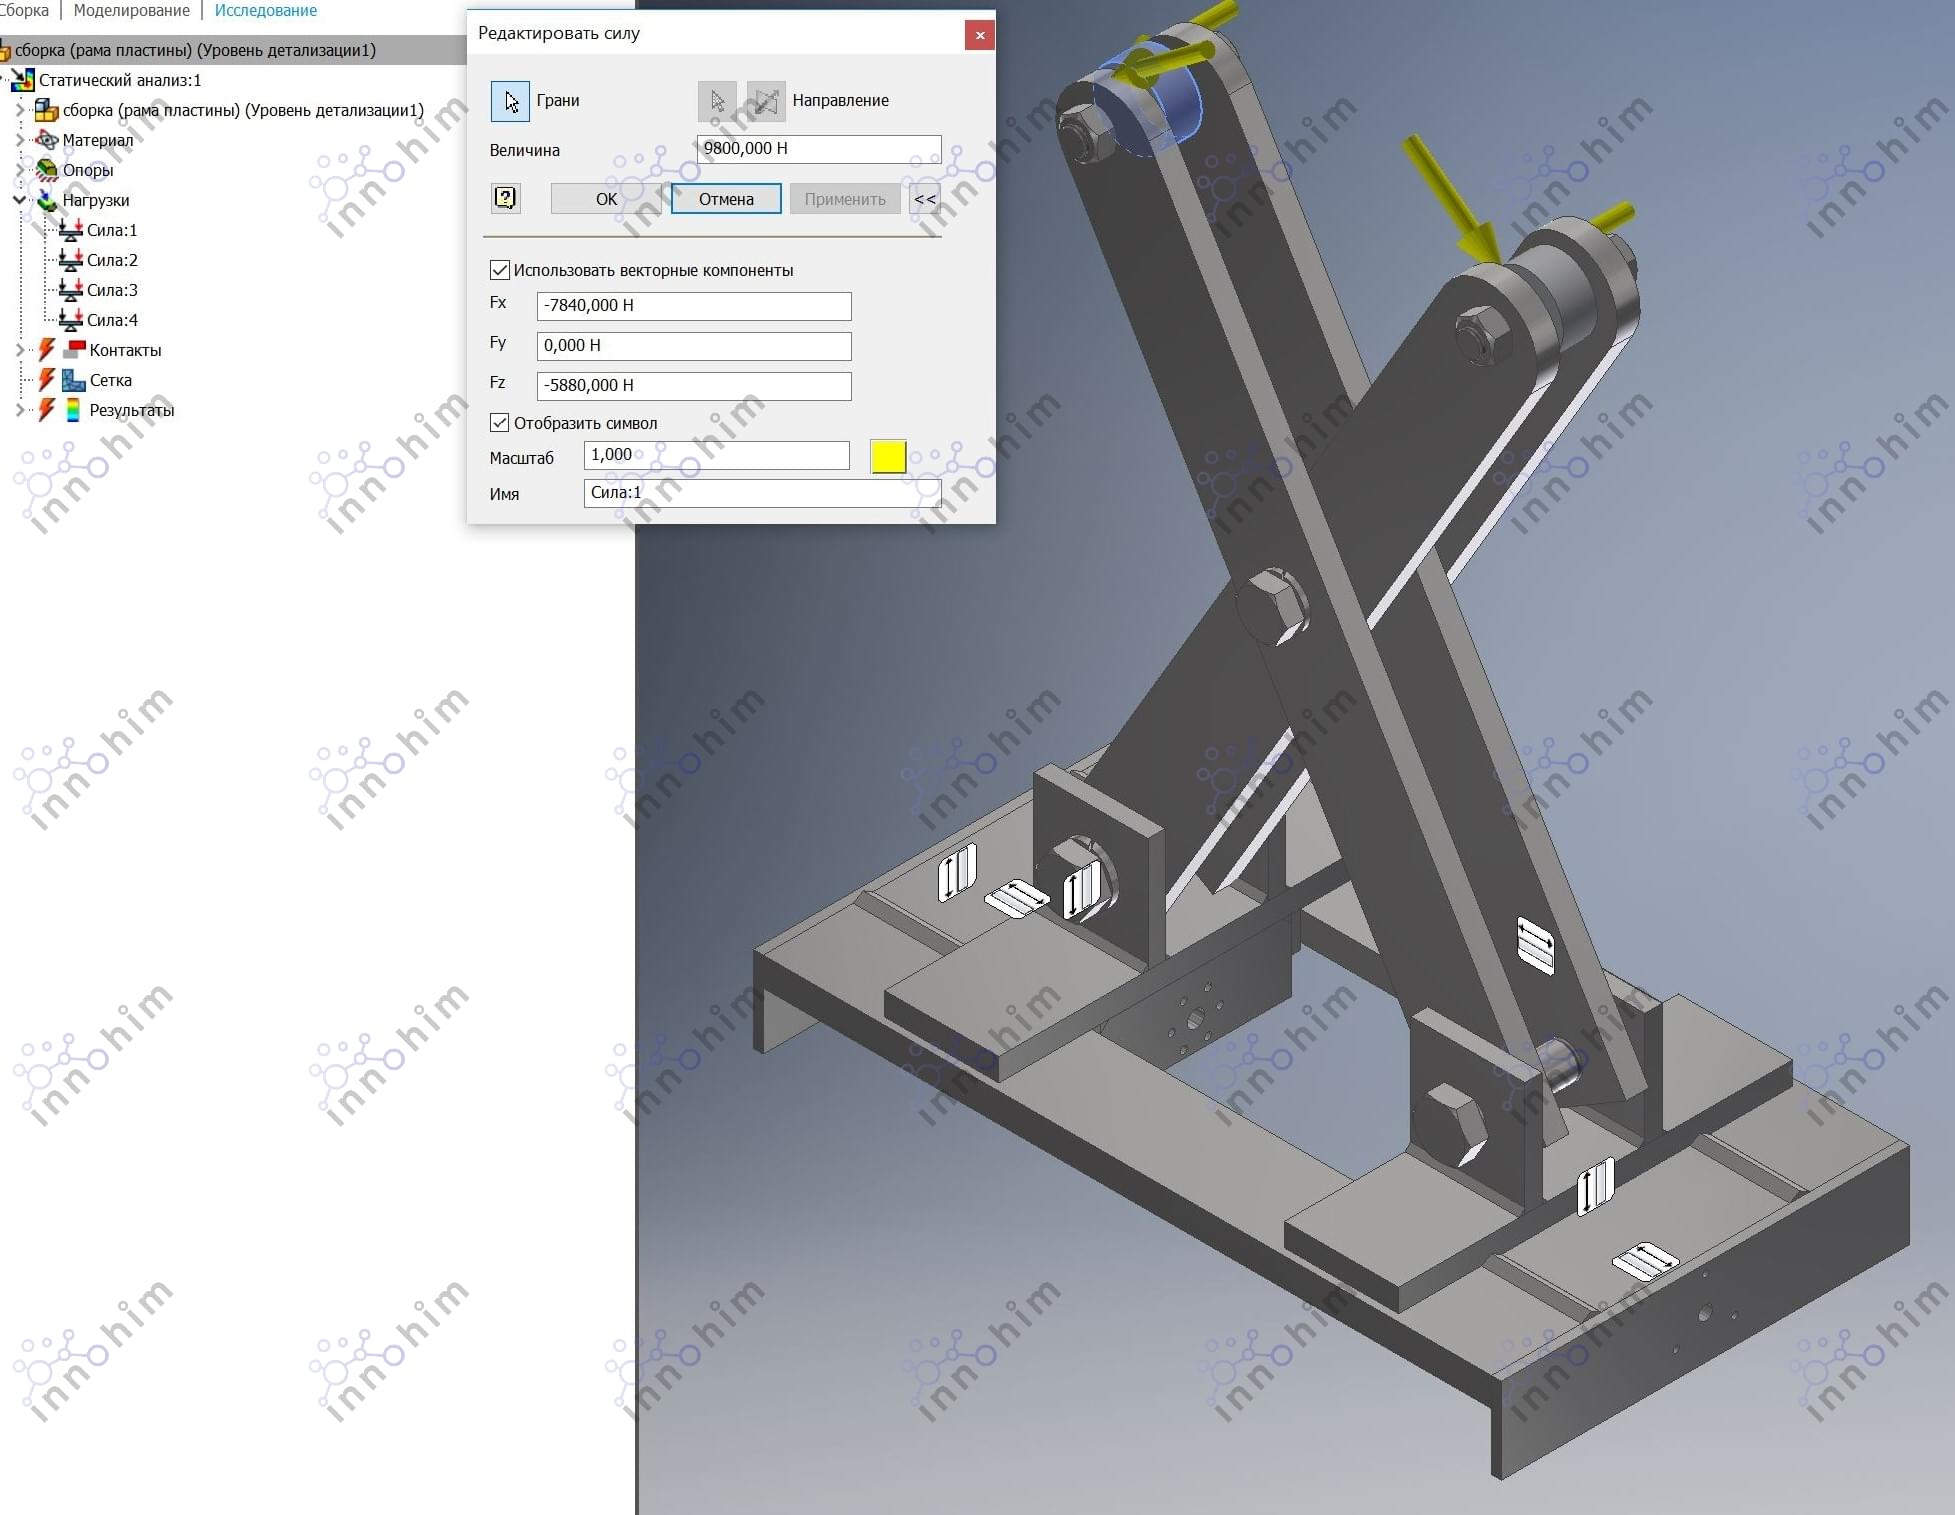 Сборка | Моделирование | Исследование
сборка (рама пластины) (Уровень детализации1)
Статический анализ:1
сборка (рама пластины) (Уровень детализации1)
Материал
Опоры
Нагрузки
Сила:1
Сила:2
Сила:3
Сила:4
Контакты
Сетка
Результаты
Редактировать силу
Грани
Направление
Величина
9800,000 Н
OK
Отмена
Применить
<<
Использовать векторные компоненты
Fx
-7840,000 Н
Fy
0,000 Н
Fz
-5880,000 Н
Отобразить символ
Масштаб
1,000
Имя
Сила:1
innohim